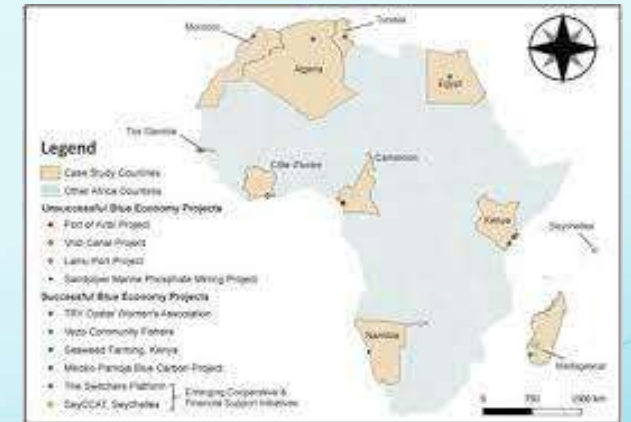 Morocco
Tunisia
Algeria
Egypt
The Gambia
Legend
Côte d'Ivoire
Cameroon
Case Study Countries
Other Africa Countries
Kenya
Seychelles
Unsuccessful Blue Economy Projects
Port of Kribi Project
Vridi Canal Project
Lamu Port Project
Sandpiper Marine Phosphate Mining Project
Successful Blue Economy Projects
TRY Oyster Women's Association
Vezo Community Fishers
Namibia
Seaweed Farming, Kenya
Madagascar
Mikoko Pamoja Blue Carbon Project
The Switchers Platform
Emerging Cooperative &
Financial Support Initiatives
SeyCCAT, Seychelles
0 750 1500 km